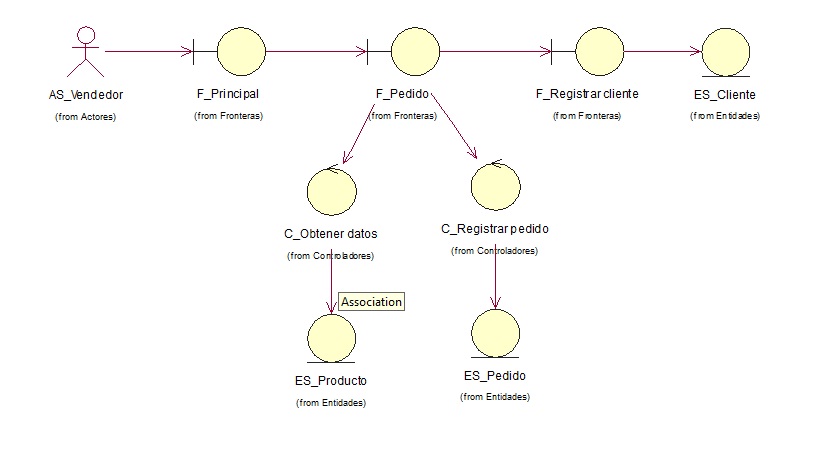 AS_Vendedor
(from Actores)
F_Principal
(from Fronteras)
F_Pedido
(from Fronteras)
F_Registrar cliente
(from Fronteras)
ES_Cliente
(from Entidades)
C_Obtener datos
(from Controladores)
C_Registrar pedido
(from Controladores)
Association
ES_Producto
(from Entidades)
ES_Pedido
(from Entidades)